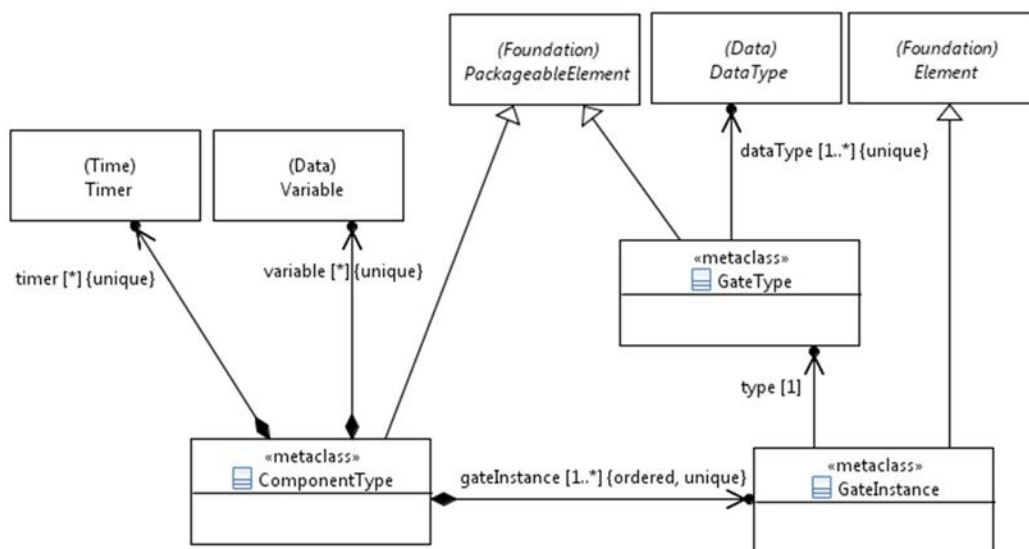 (Foundation)
PackageableElement
(Data)
DataType
(Foundation)
Element
(Time)
Timer
(Data)
Variable
dataType [1..*] {unique}
timer [*] {unique}
variable [*] {unique}
«metaclass»
GateType
type [1]
«metaclass»
ComponentType
gateInstance [1..*] {ordered, unique}
«metaclass»
GateInstance